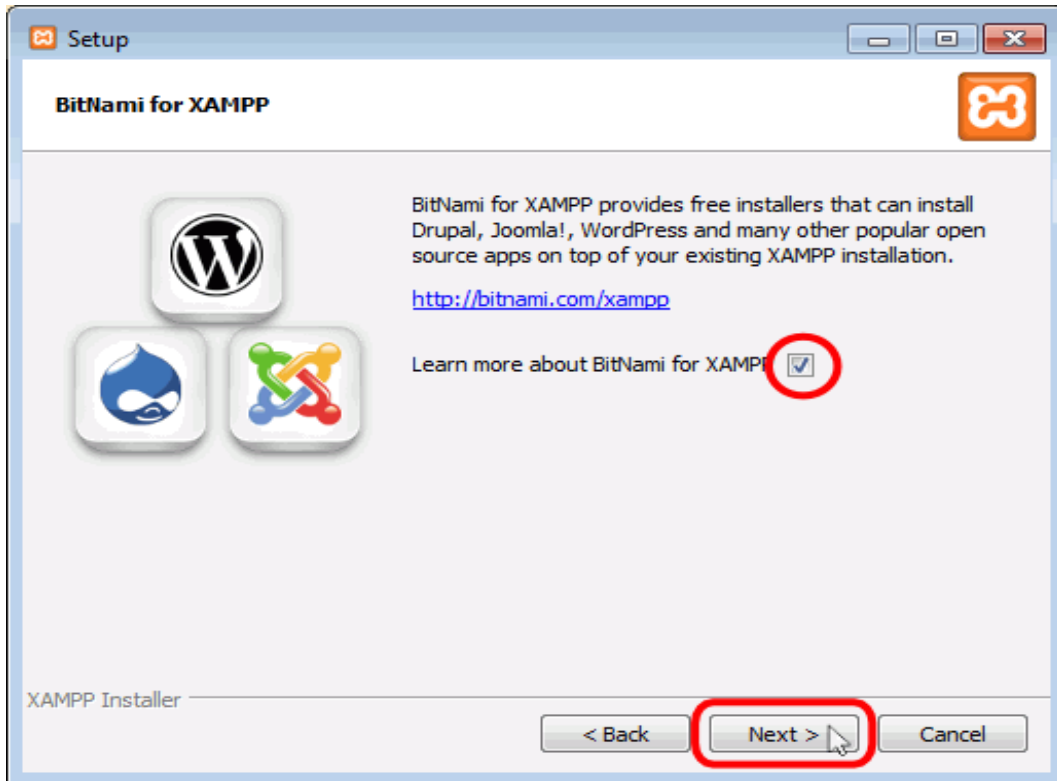 Setup
BitNami for XAMPP
BitNami for XAMPP provides free installers that can install
Drupal, Joomla!, WordPress and many other popular open
source apps on top of your existing XAMPP installation.
http://bitnami.com/xampp
Learn more about BitNami for XAMPP
XAMPP Installer
< Back
Next >
Cancel